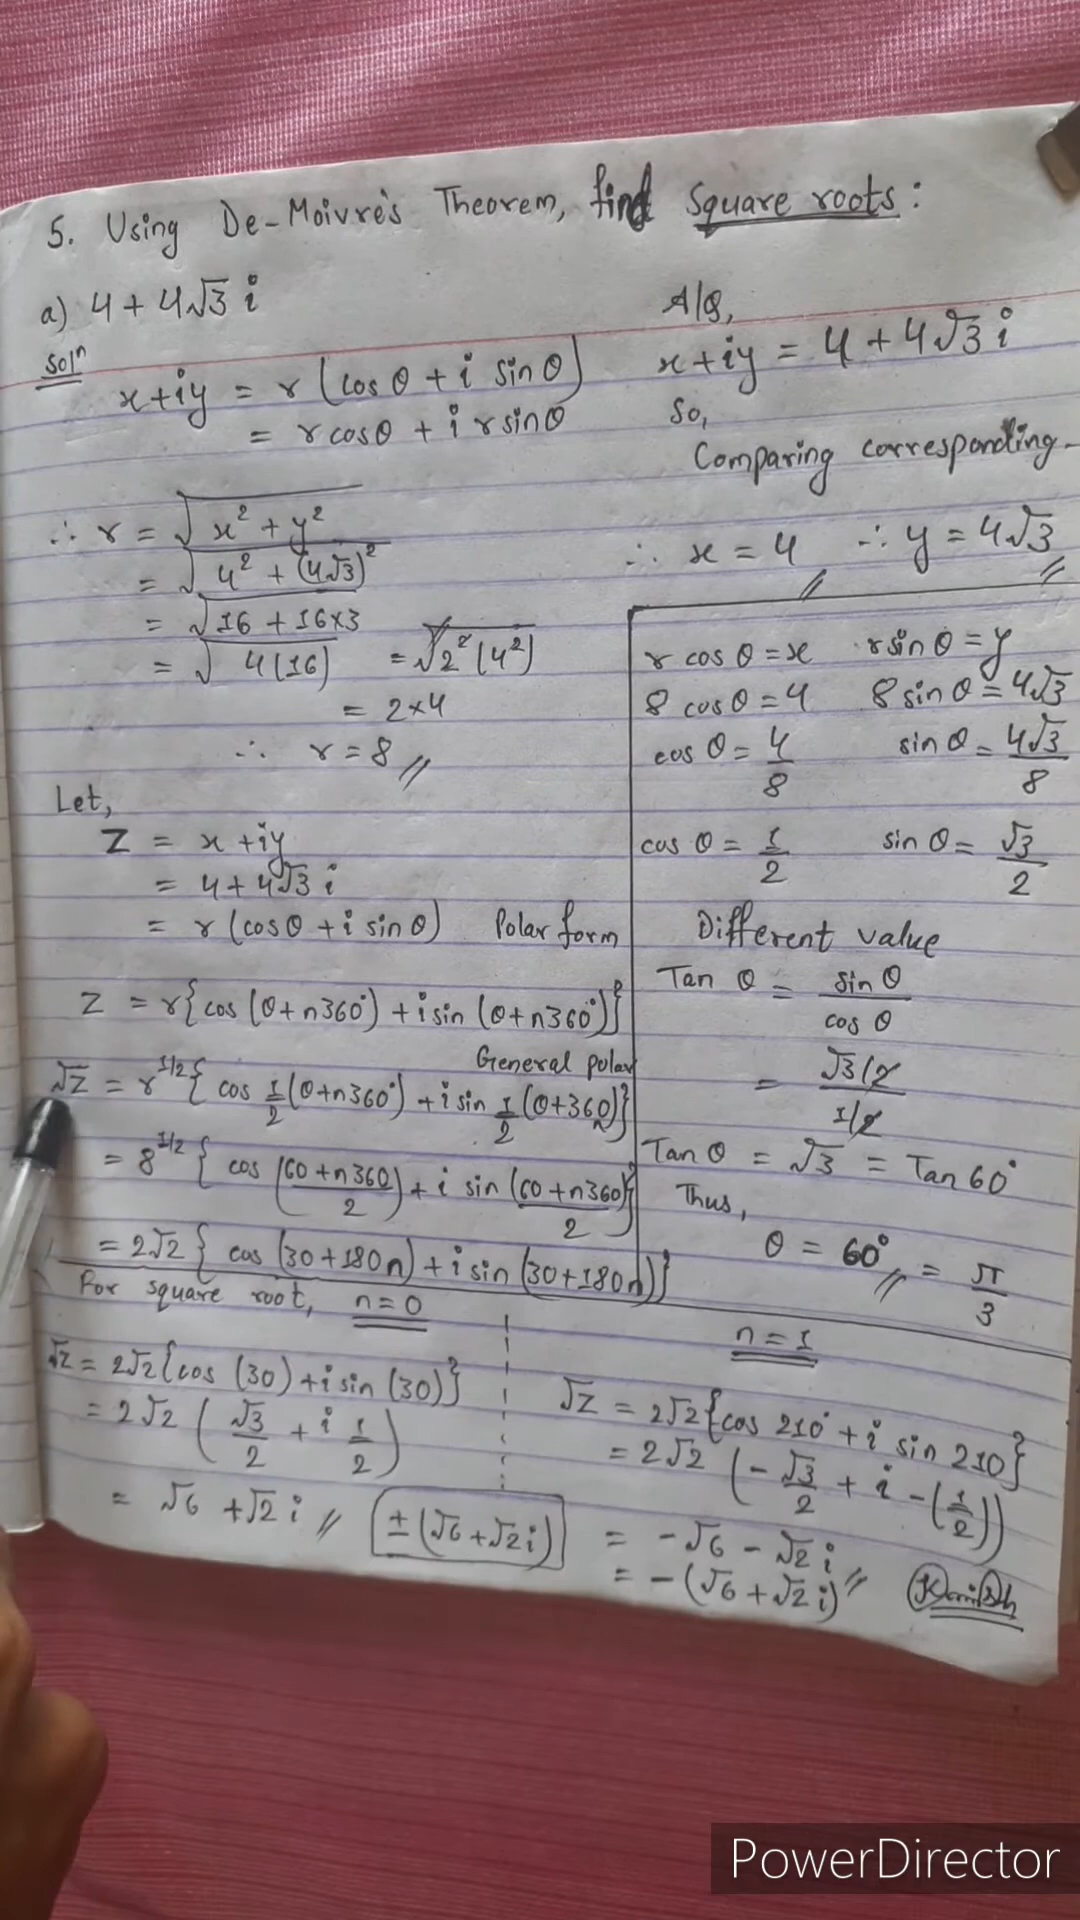 5. Using De-Moivre's Theorem, find square roots:
a) 4 + 4√3 i
Solⁿ
x+iy = r (cos θ + i sin θ)
= r cos θ + i r sin θ
∴ r = √x² + y²
= √4² + (4√3)²
= √16 + 16×3
= √4(16) = √2²(4²)
= 2×4
∴ r = 8
A/Q,
x+iy = 4 + 4√3 i
So,
Comparing corresponding-
∴ x = 4 ∴ y = 4√3
r cos θ = x r sin θ = y
8 cos θ = 4 8 sin θ = 4√3
cos θ = 4/8 sin θ = 4√3/8
cos θ = 1/2 sin θ = √3/2
Different value
Tan θ = sin θ/cos θ
= √3/2 / 1/2
Tan θ = √3 = Tan 60°
Thus,
θ = 60° = π/3
Let,
Z = x + iy
= 4 + 4√3 i
= r (cos θ + i sin θ) Polar form
Z = r{cos (θ+n360°) + i sin (θ+n360°)}
General polar
√Z = r^1/2 {cos 1/2 (θ+n360°) + i sin 1/2 (θ+360)}
= 8^1/2 {cos (60+n360/2) + i sin (60+n360/2)}
= 2√2 {cos (30+180n) + i sin (30+180n)}
For square root, n=0
√Z = 2√2{cos (30) + i sin (30)}
= 2√2 (√3/2 + i 1/2)
= √6 + √2 i ±(√6 + √2 i)
n = 1
√Z = 2√2{cos 210° + i sin 210}
= 2√2 (-√3/2 + i -(1/2))
= -√6 - √2 i
= -(√6 + √2 i)
PowerDirector